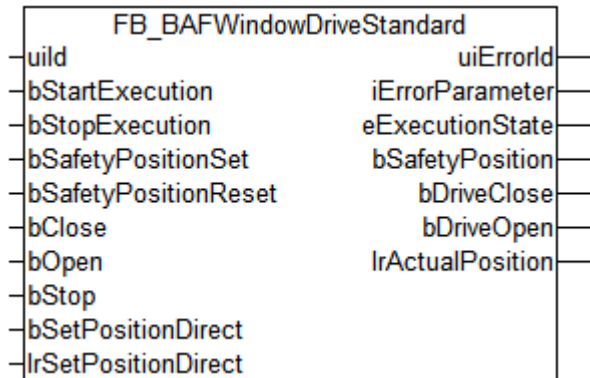 FB_BAFWindowDriveStandard
uiId uiErrorId
bStartExecution iErrorParameter
bStopExecution eExecutionState
bSafetyPositionSet bSafetyPosition
bSafetyPositionReset bDriveClose
bClose bDriveOpen
bOpen lrActualPosition
bStop
bSetPositionDirect
lrSetPositionDirect